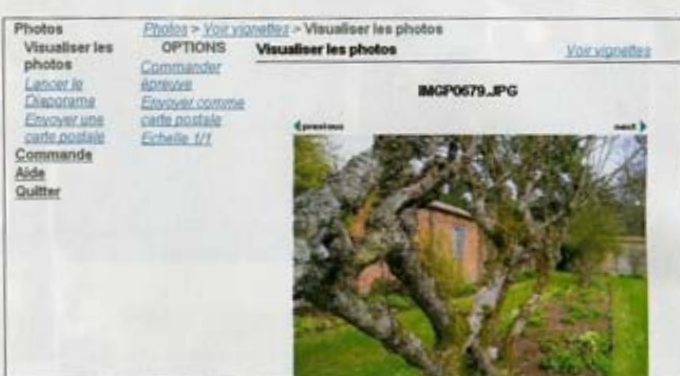 Photos
Visualiser les
photos
Lancer le
Diaporama
Envoyer une
carte postale
Commande
Aide
Quitter
Photos > Voir vignettes > Visualiser les photos
OPTIONS
Commander
épreuve
Envoyer comme
carte postale
Echelle 1/1
Visualiser les photos
Voir vignettes
IMGP0679.JPG
previous
next